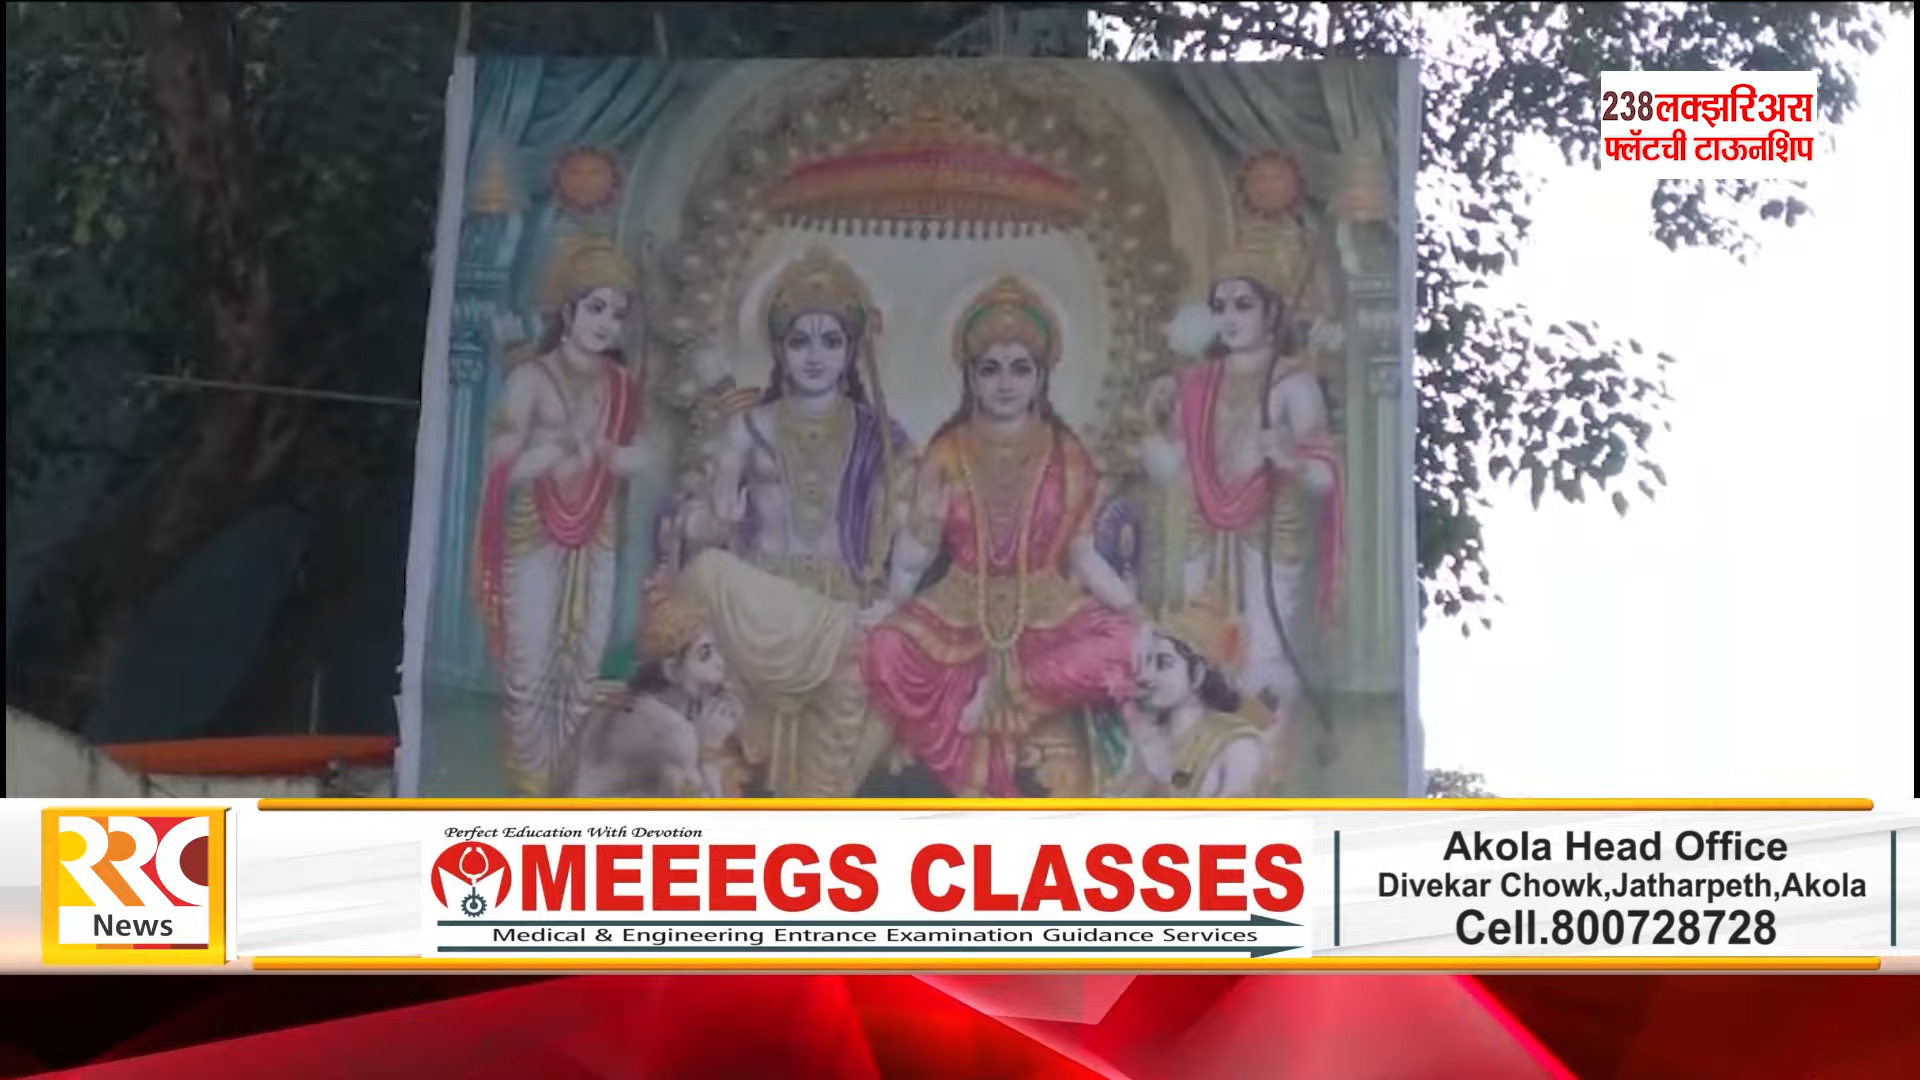 238लक्झरिअस
फ्लॅटची टाऊनशिप
RRC
News
Perfect Education With Devotion
OMEEEGS CLASSES
Medical & Engineering Entrance Examination Guidance Services
Akola Head Office
Divekar Chowk,Jatharpeth,Akola
Cell.800728728